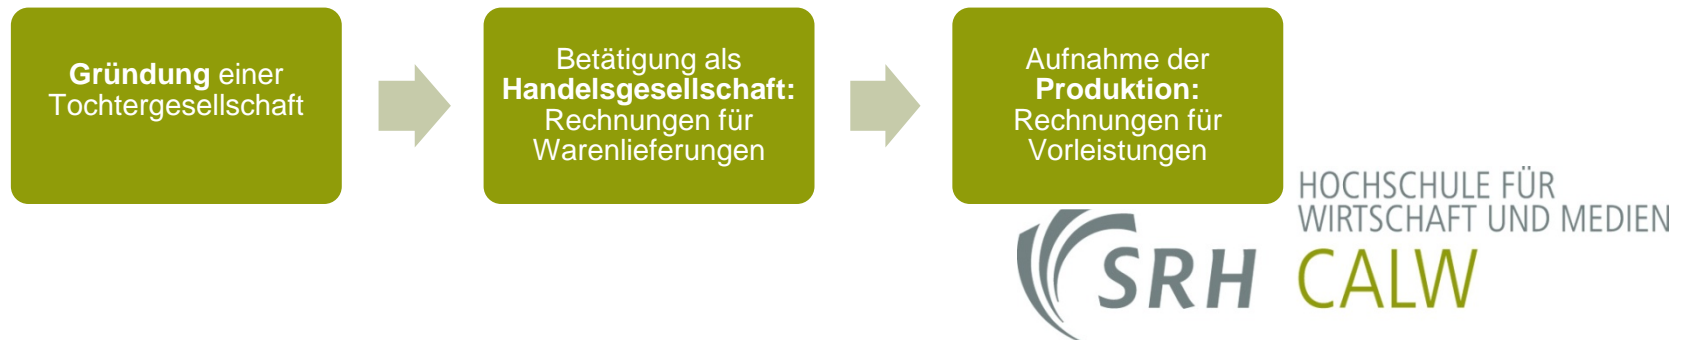 Gründung einer
Tochtergesellschaft
Betätigung als
Handelsgesellschaft:
Rechnungen für
Warenlieferungen
Aufnahme der
Produktion:
Rechnungen für
Vorleistungen
HOCHSCHULE FÜR
WIRTSCHAFT UND MEDIEN
SRH CALW